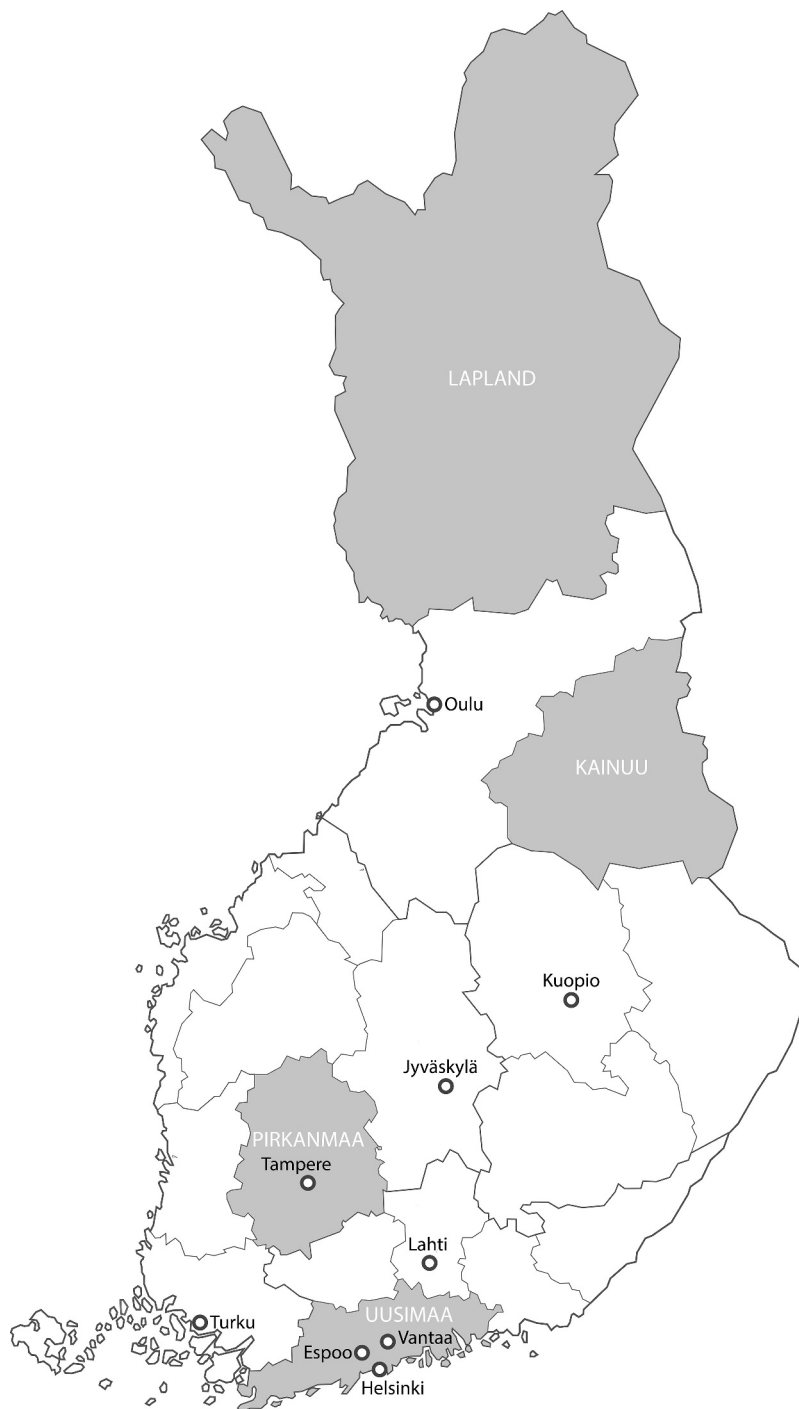 LAPLAND
Oulu
KAINUU
Kuopio
Jyväskylä
PIRKANMAA
Tampere
Lahti
UUSIMAA
Turku
Vantaa
Espoo
Helsinki